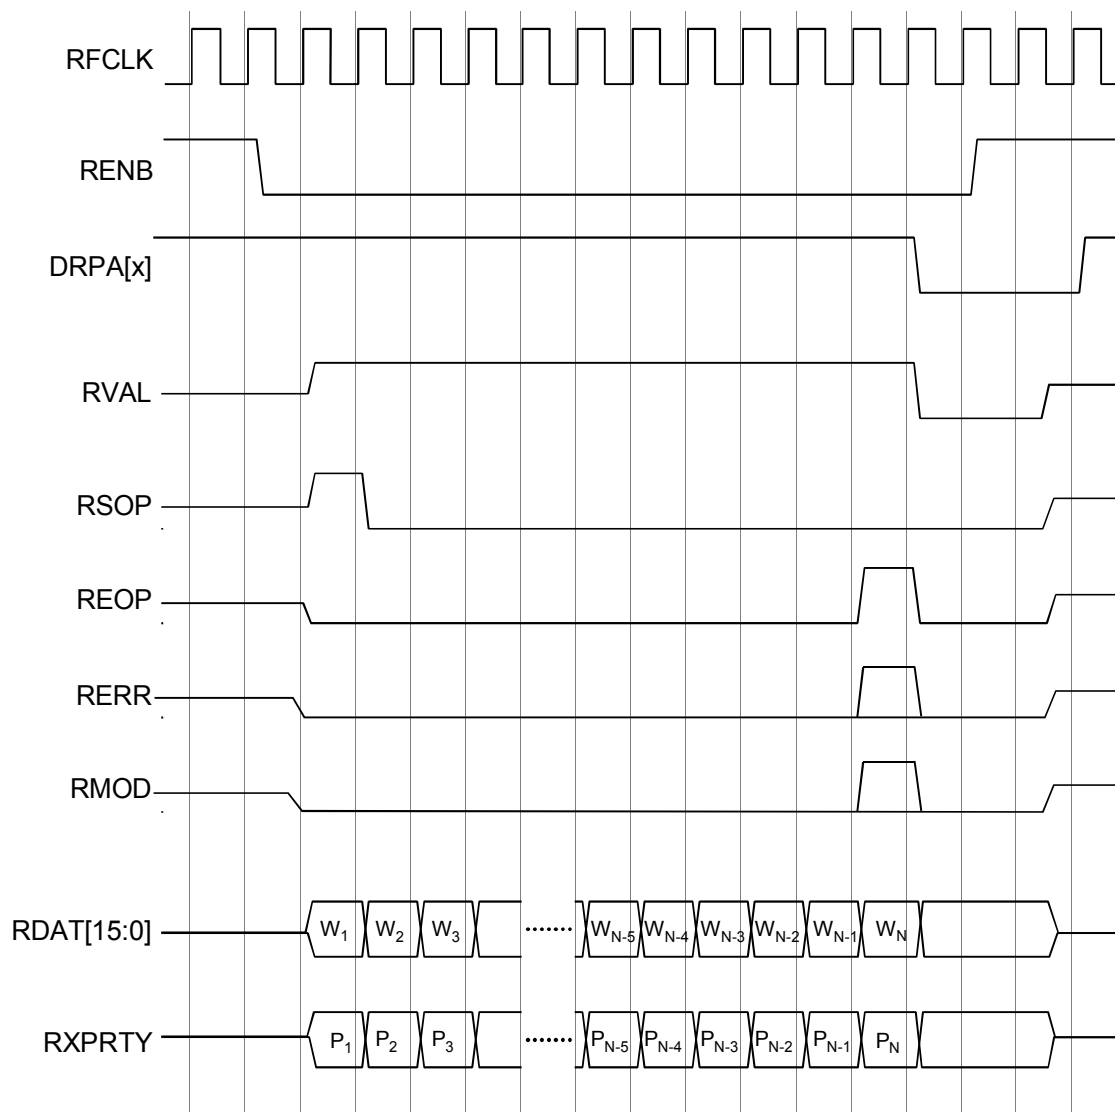 RFCLK
RENB
DRPA[x]
RVAL
RSOP
REOP
RERR
RMOD
RDAT[15:0] W1 W2 W3 ........ WN-5 WN-4 WN-3 WN-2 WN-1 WN
RXPRTY P1 P2 P3 ........ PN-5 PN-4 PN-3 PN-2 PN-1 PN